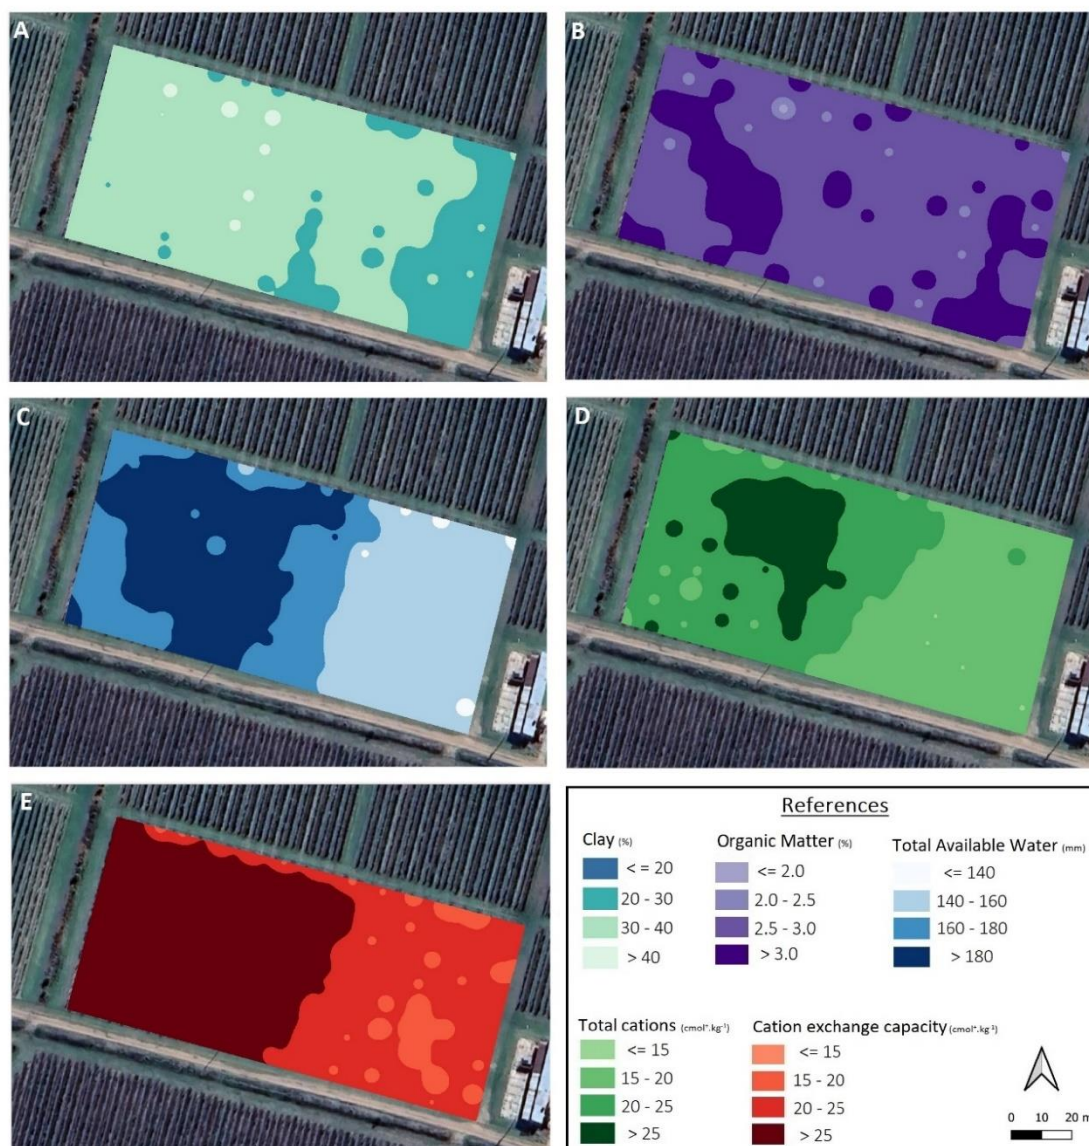 A
B
C
D
E
References
Clay (%)
< = 20
20 - 30
30 - 40
> 40
Organic Matter (%)
<= 2.0
2.0 - 2.5
2.5 - 3.0
> 3.0
Total Available Water (mm)
<= 140
140 - 160
160 - 180
> 180
Total cations (cmol⁺.kg⁻¹)
<= 15
15 - 20
20 - 25
> 25
Cation exchange capacity (cmol⁺.kg⁻¹)
<= 15
15 - 20
20 - 25
> 25
0 10 20 m